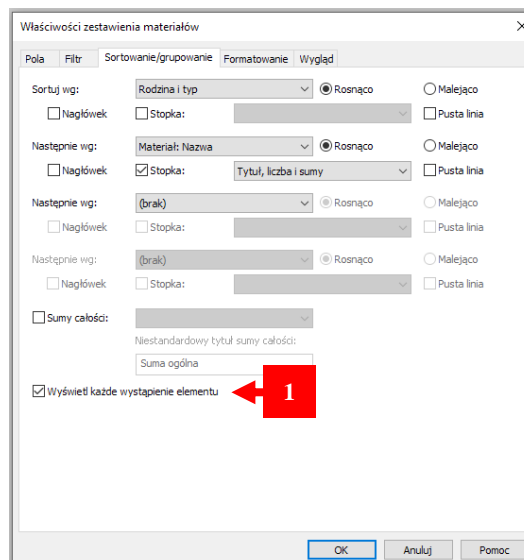 Właściwości zestawienia materiałów
Pola Filtr Sortowanie/grupowanie Formatowanie Wygląd
Sortuj wg: Rodzina i typ Rosnąco Malejąco
Nagłówek Stopka: Pusta linia
Następnie wg: Materiał: Nazwa Rosnąco Malejąco
Nagłówek Stopka: Tytuł, liczba i sumy Pusta linia
Następnie wg: (brak) Rosnąco Malejąco
Nagłówek Stopka: Pusta linia
Następnie wg: (brak) Rosnąco Malejąco
Nagłówek Stopka: Pusta linia
Sumy całości:
Niestandardowy tytuł sumy całości:
Suma ogólna
Wyświetl każde wystąpienie elementu 1
OK Anuluj Pomoc